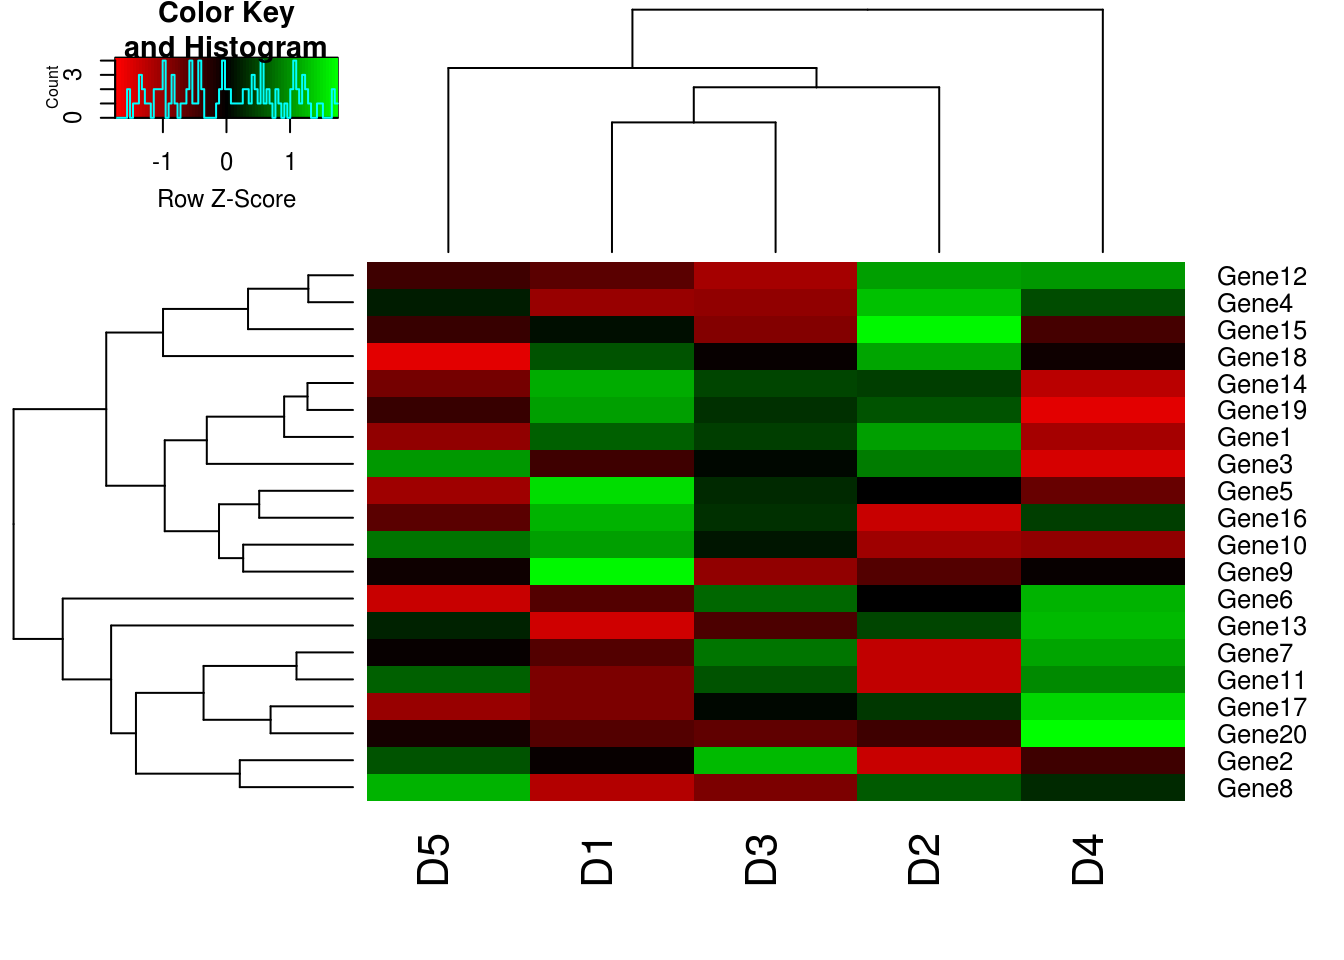 Color Key
and Histogram
Count
0 3
-1 0 1
Row Z-Score
Gene12
Gene4
Gene15
Gene18
Gene14
Gene19
Gene1
Gene3
Gene5
Gene16
Gene10
Gene9
Gene6
Gene13
Gene7
Gene11
Gene17
Gene20
Gene2
Gene8
D5 D1 D3 D2 D4